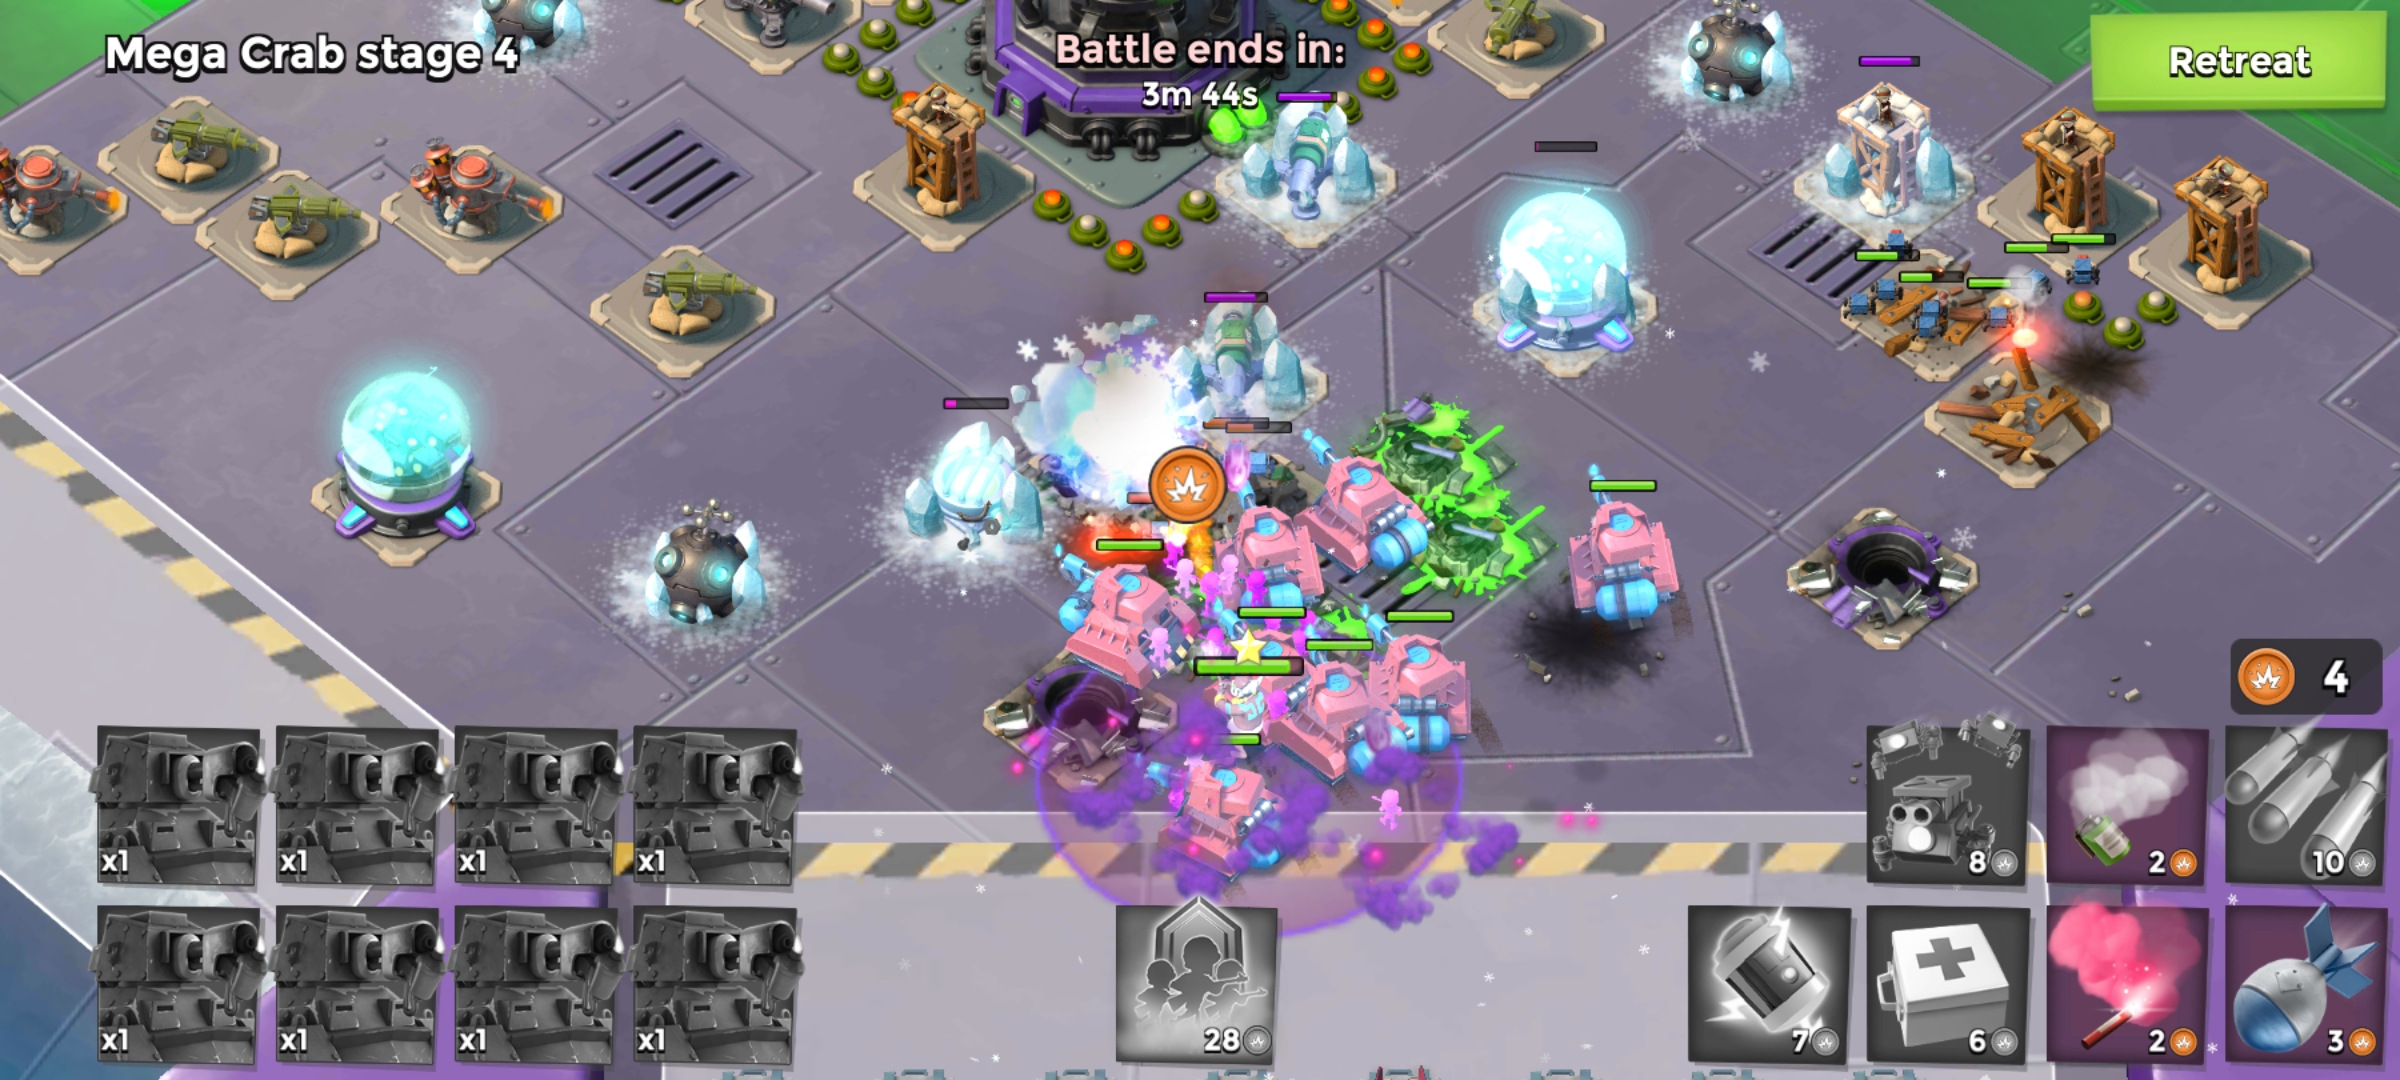 Mega Crab stage 4
Battle ends in:
3m 44s
Retreat
4
x1
x1
x1
x1
8
2
10
x1
x1
x1
x1
28
7
6
2
3